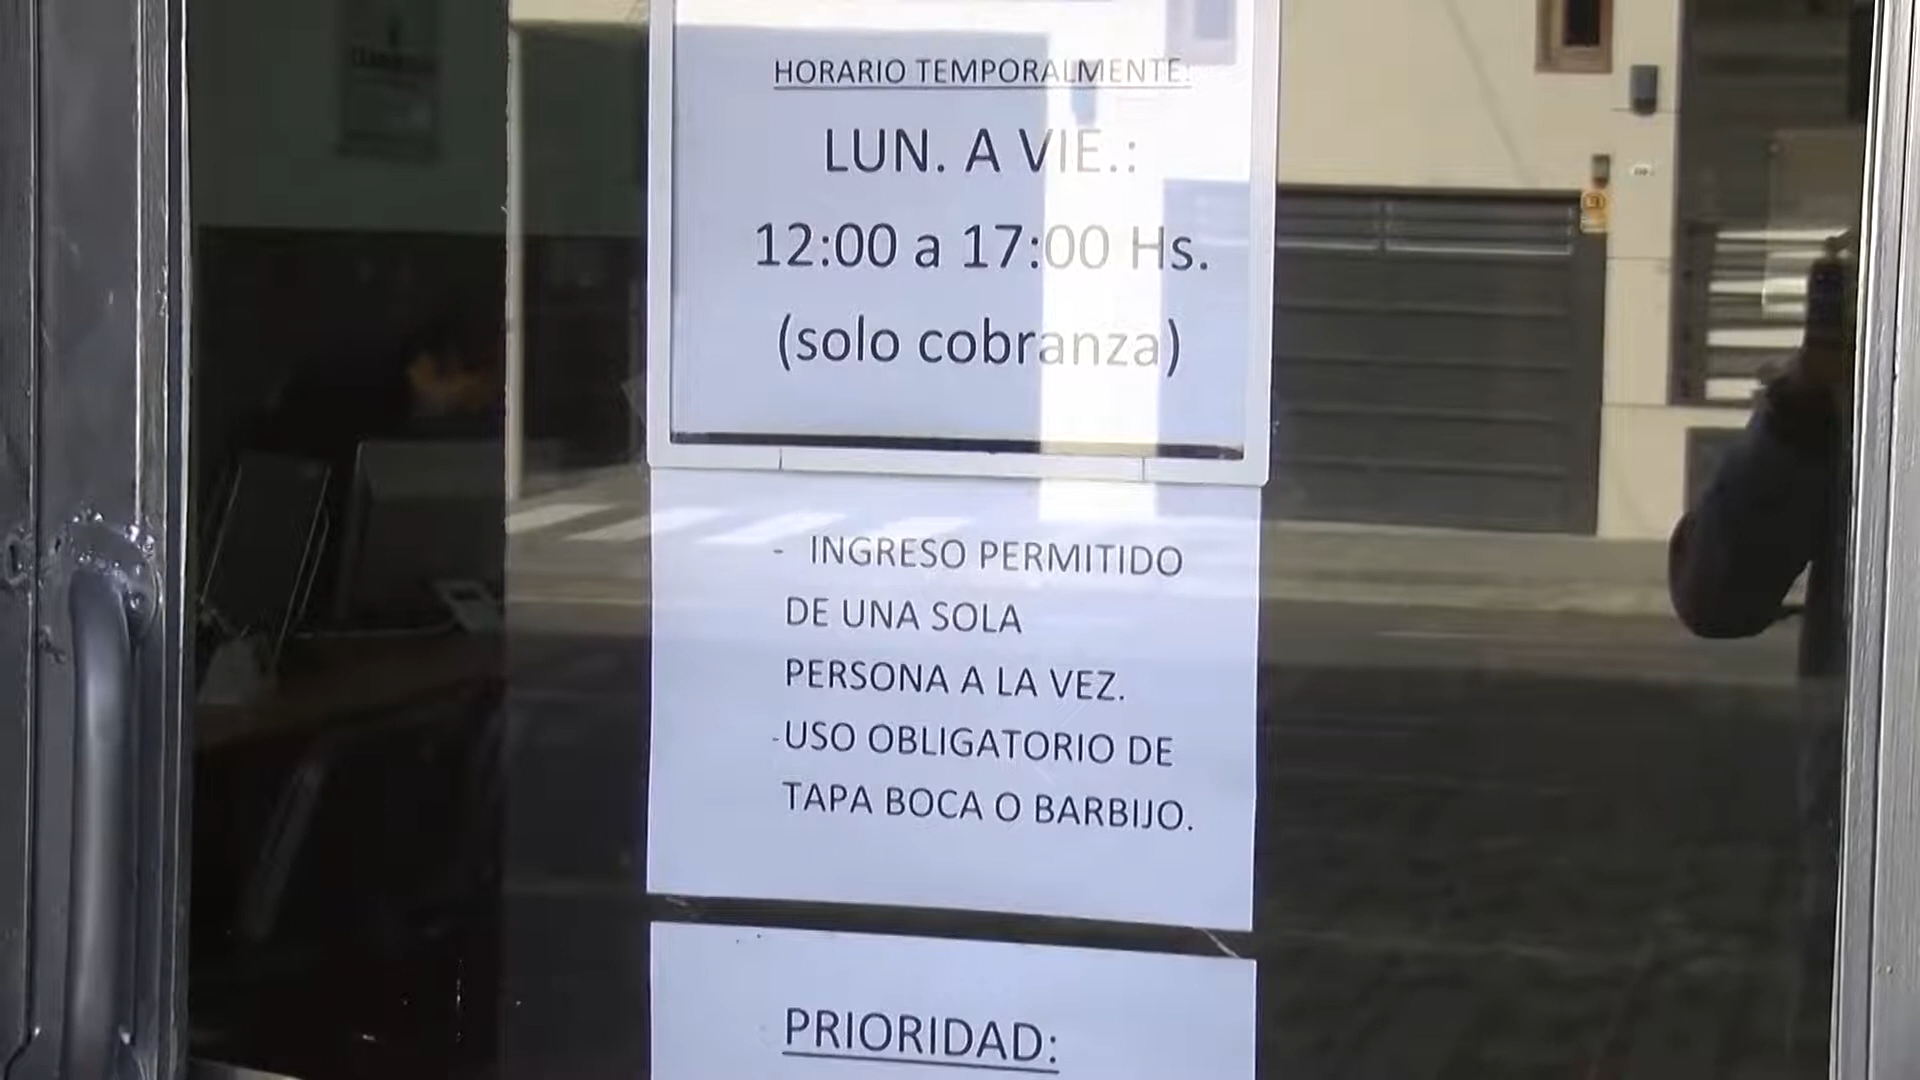 HORARIO TEMPORALMENTE:
LUN. A VIE.:
12:00 a 17:00 Hs.
(solo cobranza)
- INGRESO PERMITIDO
DE UNA SOLA
PERSONA A LA VEZ.
-USO OBLIGATORIO DE
TAPA BOCA O BARBIJO.
PRIORIDAD: